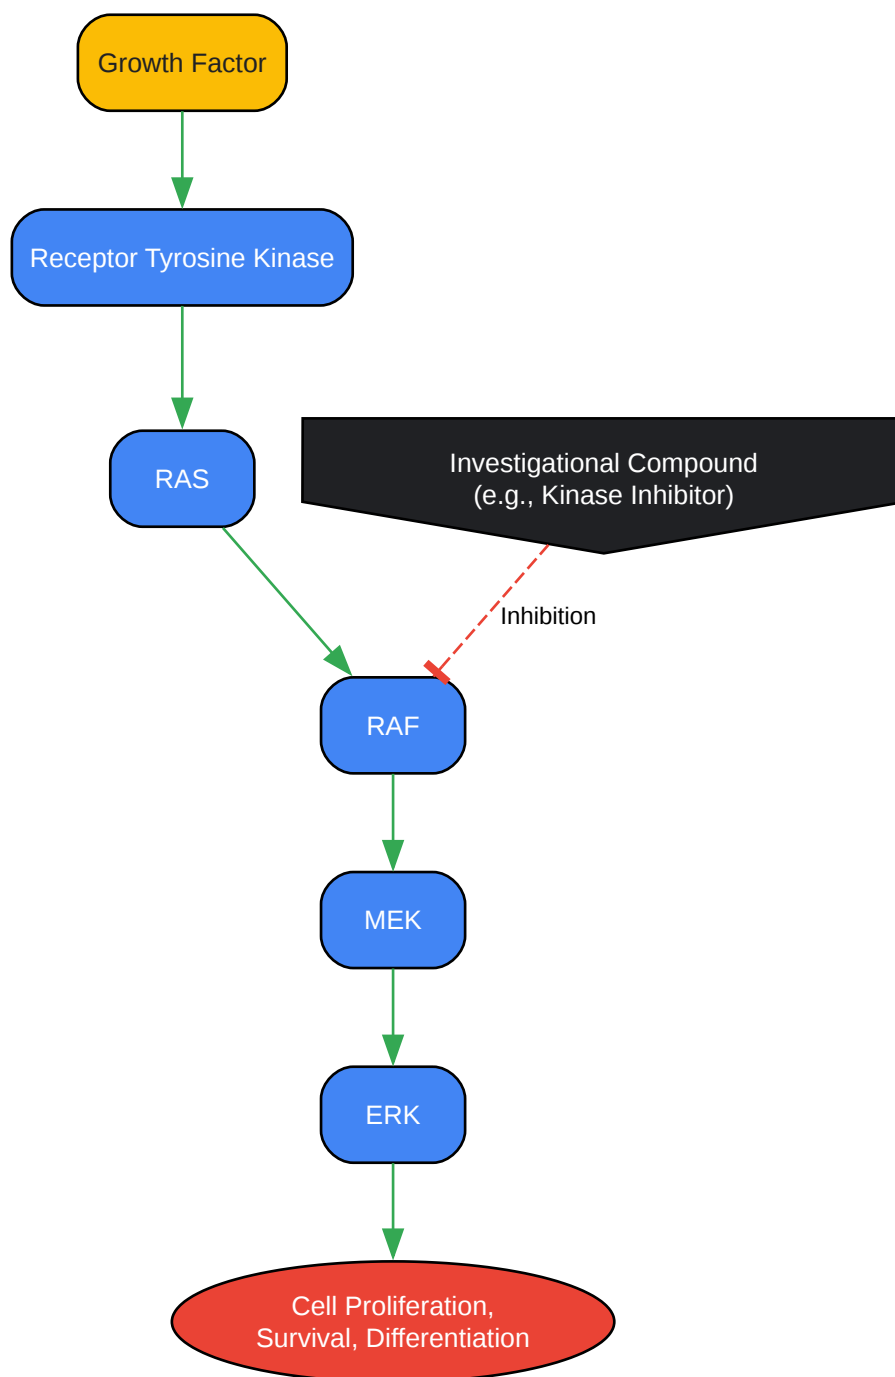 Growth Factor
Receptor Tyrosine Kinase
RAS
Investigational Compound
(e.g., Kinase Inhibitor)
Inhibition
RAF
MEK
ERK
Cell Proliferation,
Survival, Differentiation